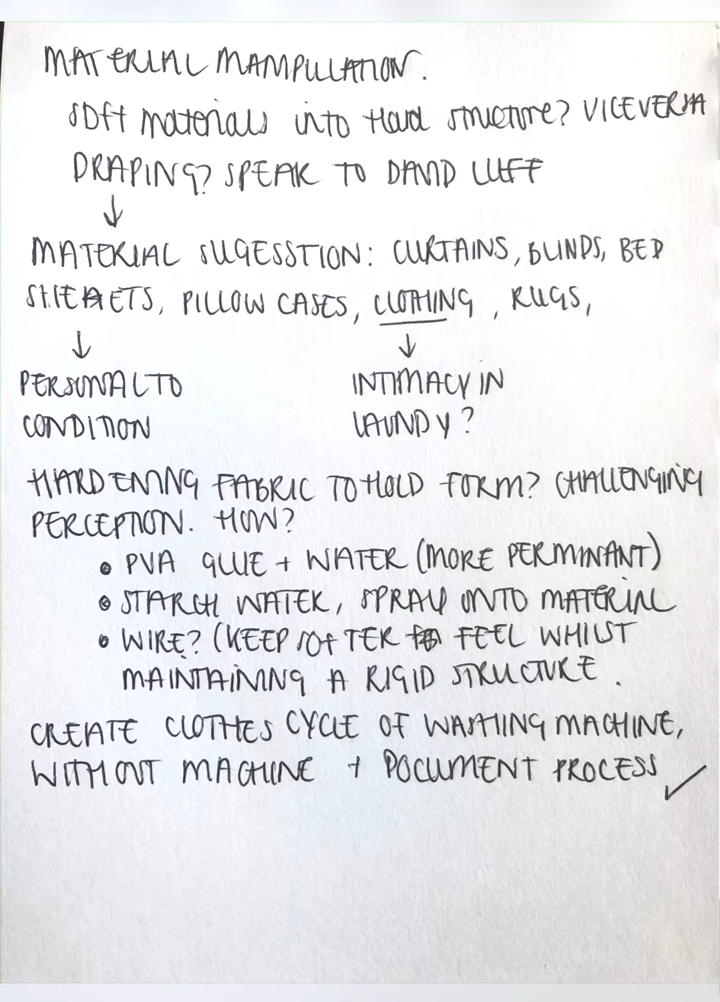 MATERIAL MAMPULATION.
SOFT materials into Hard structure? VICEVERSA
DRAPING? SPEAK TO DAVID LUFF
↓
MATERIAL SUGESSTION: CURTAINS, BLINDS, BED
SHEETS, PILLOW CASES, CLOTHING, RUGS,
↓ ↓
PERSONAL TO INTIMACY IN
CONDITION LAUNDY?
HARDENING FABRIC TO HOLD FORM? CHALLENGING
PERCEPTION. HOW?
• PVA GLUE + WATER (MORE PERMINANT)
• STARCH WATER, SPRAY ONTO MATERIAL
• WIRE? (KEEP SOFTER FEEL WHILST
MAINTAINING A RIGID STRUCTURE.
CREATE CLOTHES CYCLE OF WASHING MACHINE,
WITHOUT MACHINE + DOCUMENT PROCESS ✓